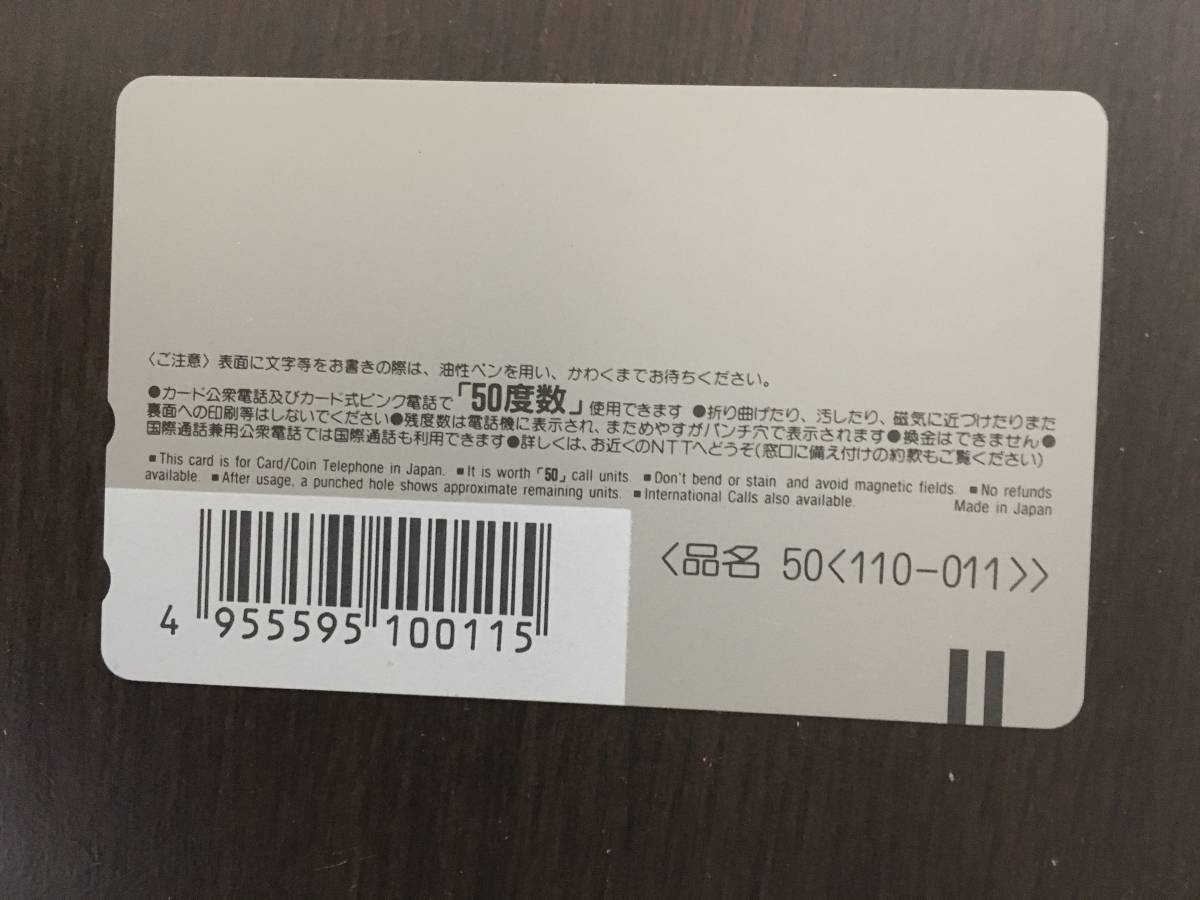 〈ご注意〉表面に文字等をお書きの際は、油性ペンを用い、かわくまでお待ちください。
●カード公衆電話及びカード式ピンク電話で「50度数」使用できます ●折り曲げたり、汚したり、磁気に近づけたりまた
裏面への印刷等はしないでください●残度数は電話機に表示され、まためやすがパンチ穴で表示されます●換金はできません●
国際通話兼用公衆電話では国際通話も利用できます●詳しくは、お近くのNTTへどうぞ(窓口に備え付けの約款もご覧ください)
■This card is for Card/Coin Telephone in Japan. ■It is worth「50」call units. ■Don't bend or stain and avoid magnetic fields. ■No refunds
available. ■After usage, a punched hole shows approximate remaining units. ■International Calls also available. Made in Japan
<品名 50<110-011>>
4 955595 100115